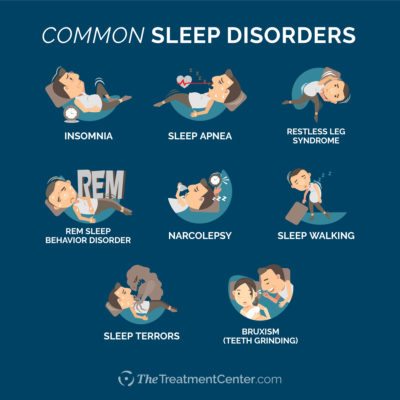 COMMON SLEEP DISORDERS
INSOMNIA
SLEEP APNEA
RESTLESS LEG
SYNDROME
REM
REM SLEEP
BEHAVIOR DISORDER
NARCOLEPSY
SLEEP WALKING
SLEEP TERRORS
BRUXISM
(TEETH GRINDING)
TheTreatmentCenter.com